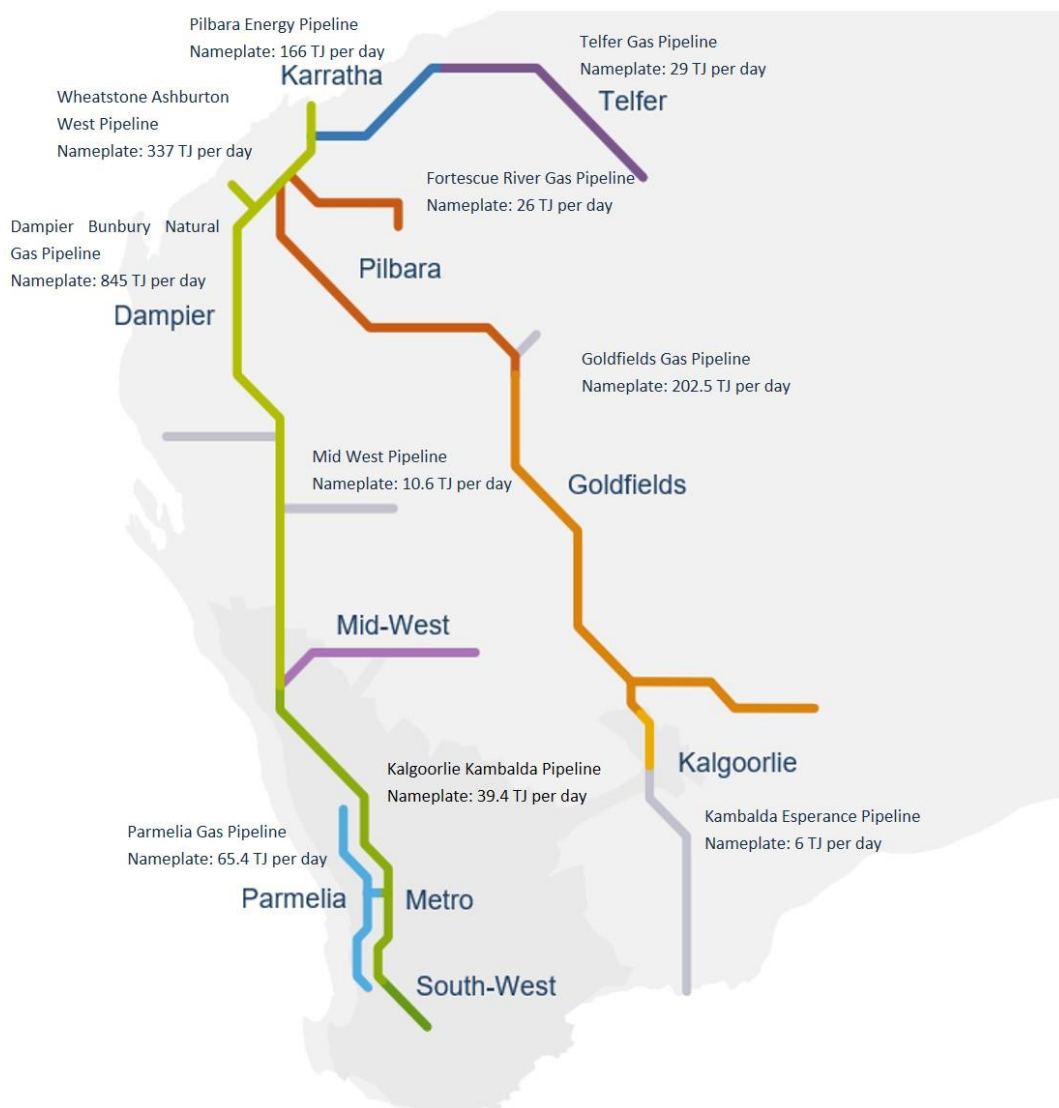 Pilbara Energy Pipeline
Nameplate: 166 TJ per day
Karratha
Telfer Gas Pipeline
Nameplate: 29 TJ per day
Telfer
Wheatstone Ashburton
West Pipeline
Nameplate: 337 TJ per day
Fortescue River Gas Pipeline
Nameplate: 26 TJ per day
Dampier Bunbury Natural
Gas Pipeline
Nameplate: 845 TJ per day
Pilbara
Dampier
Goldfields Gas Pipeline
Nameplate: 202.5 TJ per day
Mid West Pipeline
Nameplate: 10.6 TJ per day
Goldfields
Mid-West
Kalgoorlie Kambalda Pipeline
Nameplate: 39.4 TJ per day
Kalgoorlie
Kambalda Esperance Pipeline
Nameplate: 6 TJ per day
Parmelia Gas Pipeline
Nameplate: 65.4 TJ per day
Parmelia
Metro
South-West